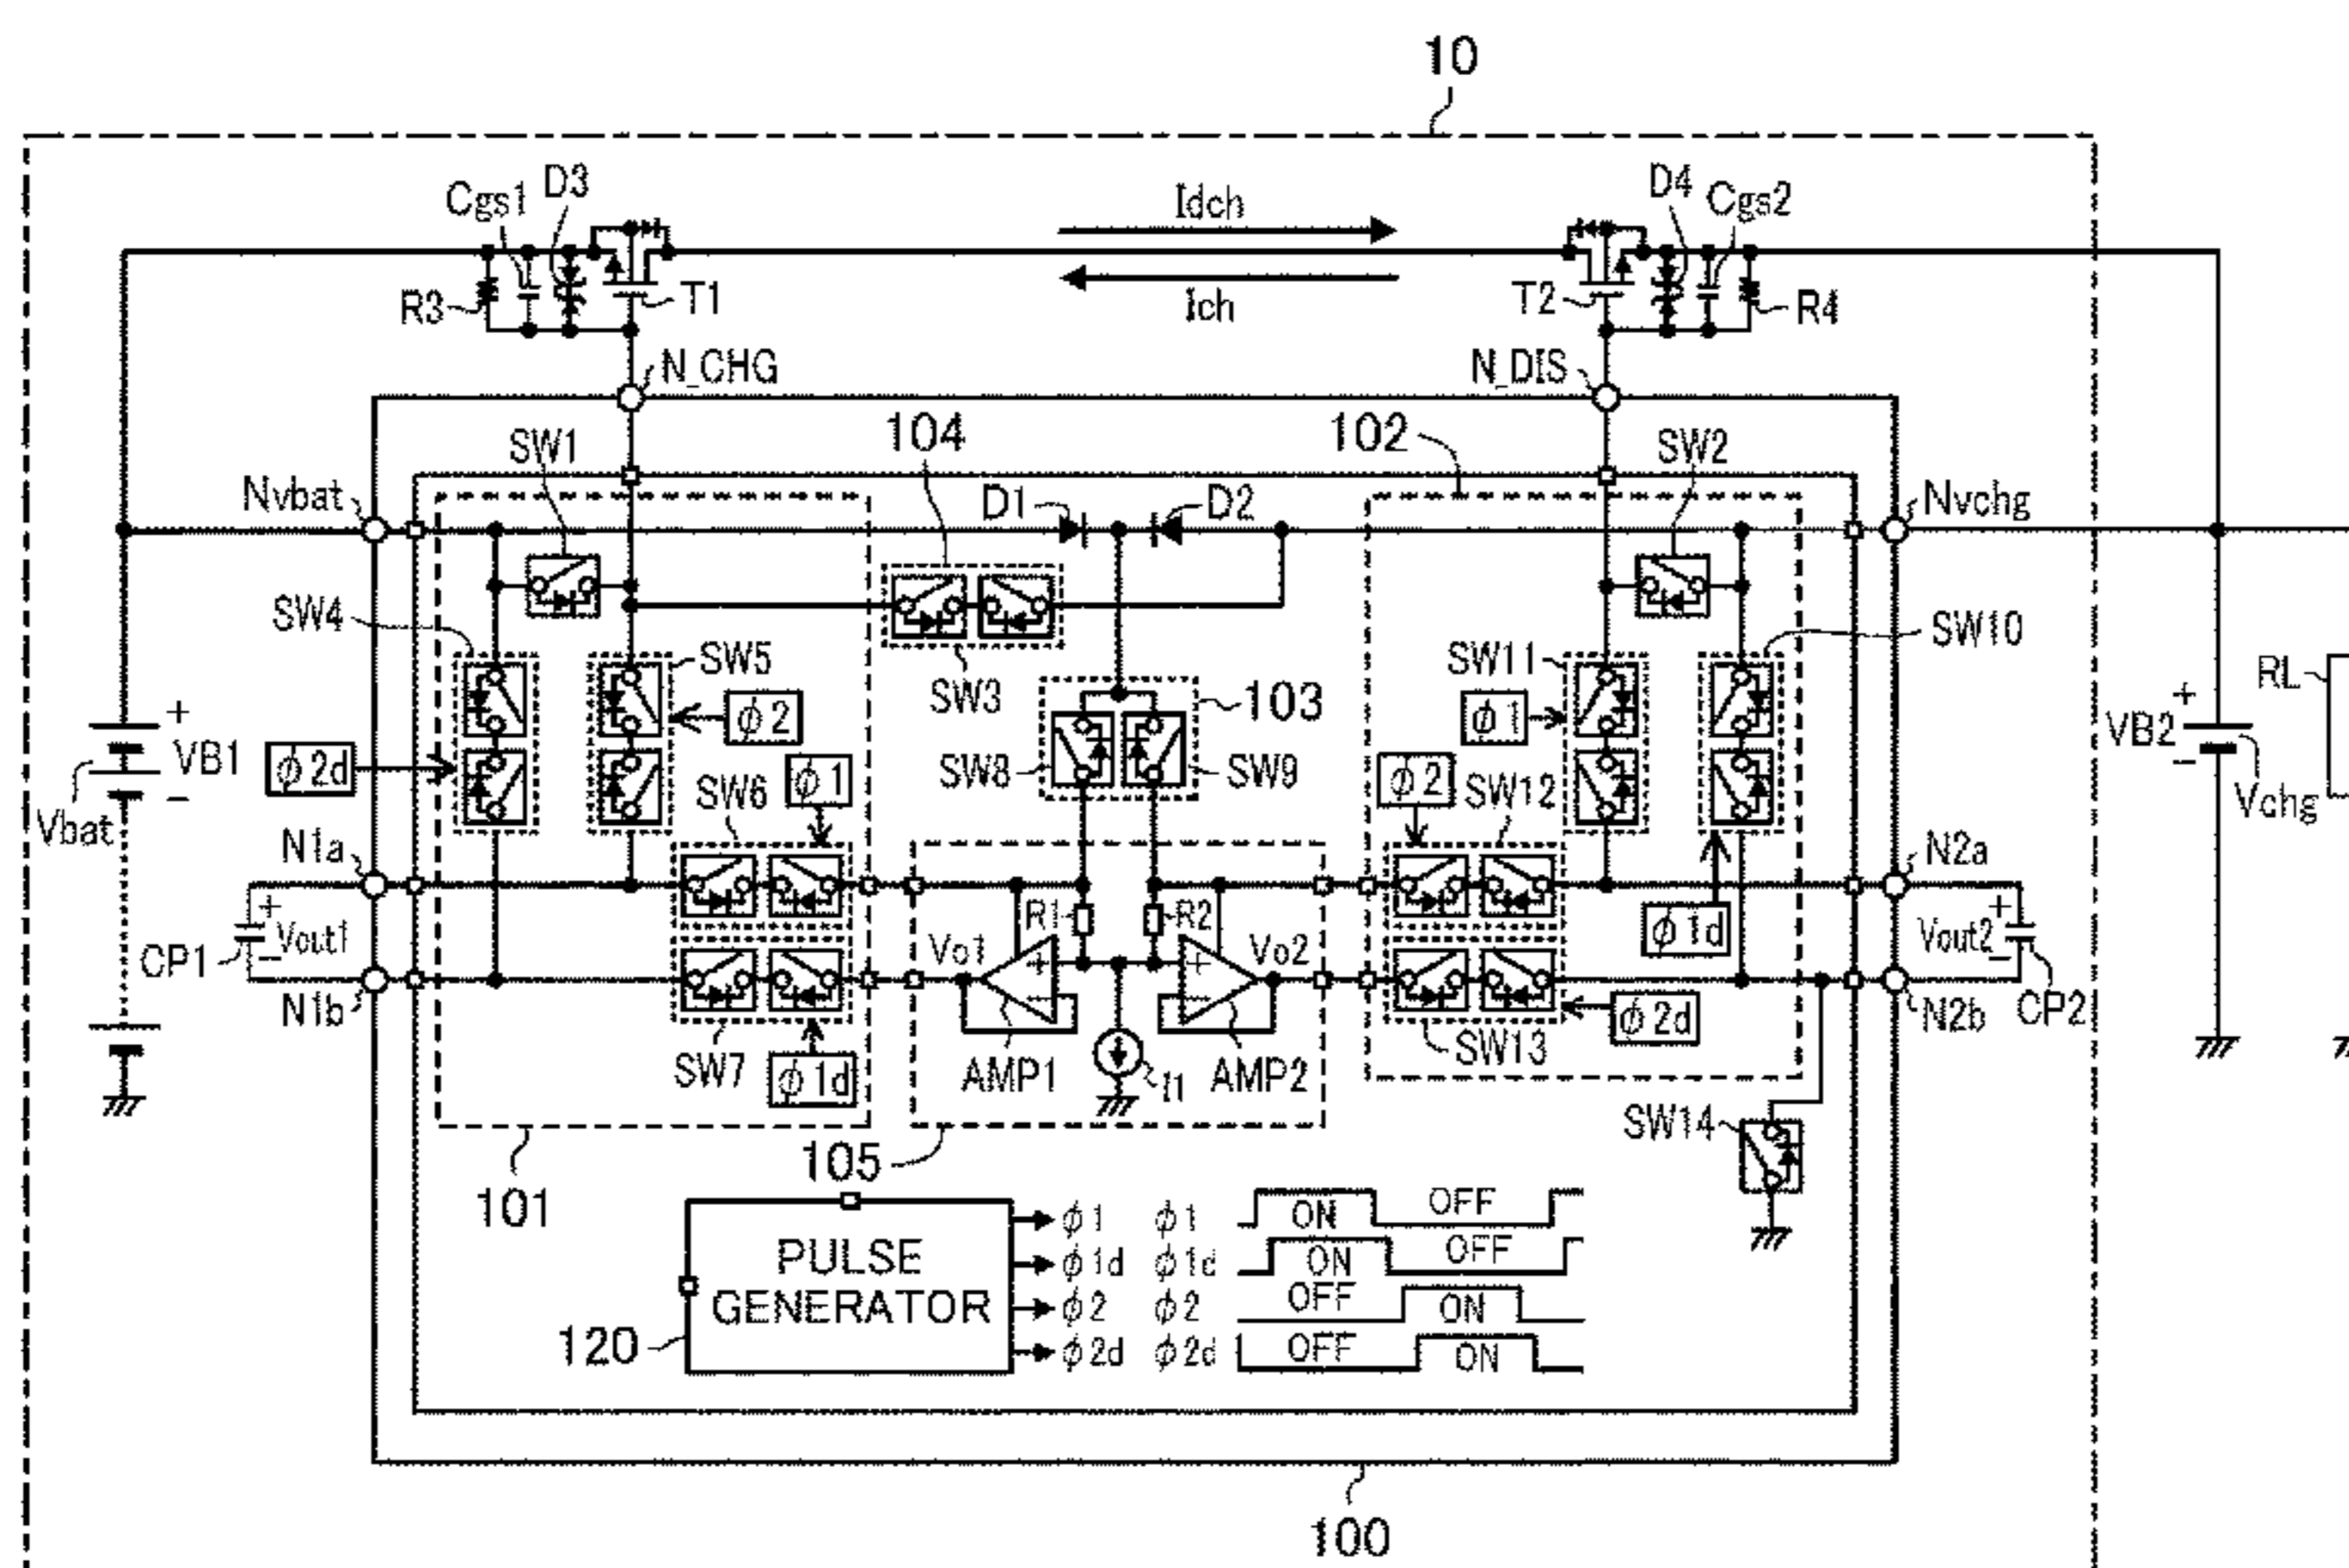 10
Cgs1 D3 Idch D4 Cgs2
R3 T1 Ich T2 R4
N_CHG N_DIS
SW1 104 102 SW2
Nvbat D1 D2 Nvchg
SW4 SW5 SW3 SW11 SW10
RL
φ2 103 φ1
VB1 φ2d SW8 SW9 VB2
+ − + −
SW6 φ1 φ2 SW12
Vbat Vchg
N1a N2a
R1 R2 φ1d
+ Vout1 − Vo1 + − + − Vo2 + Vout2 −
CP1 CP2
N1b N2b
φ2d
SW7 φ1d AMP1 I1 AMP2 SW13
SW14
105
101
PULSE GENERATOR
120
φ1 φ1 ON OFF
φ1d φ1d ON OFF
φ2 φ2 OFF ON
φ2d φ2d OFF ON
100